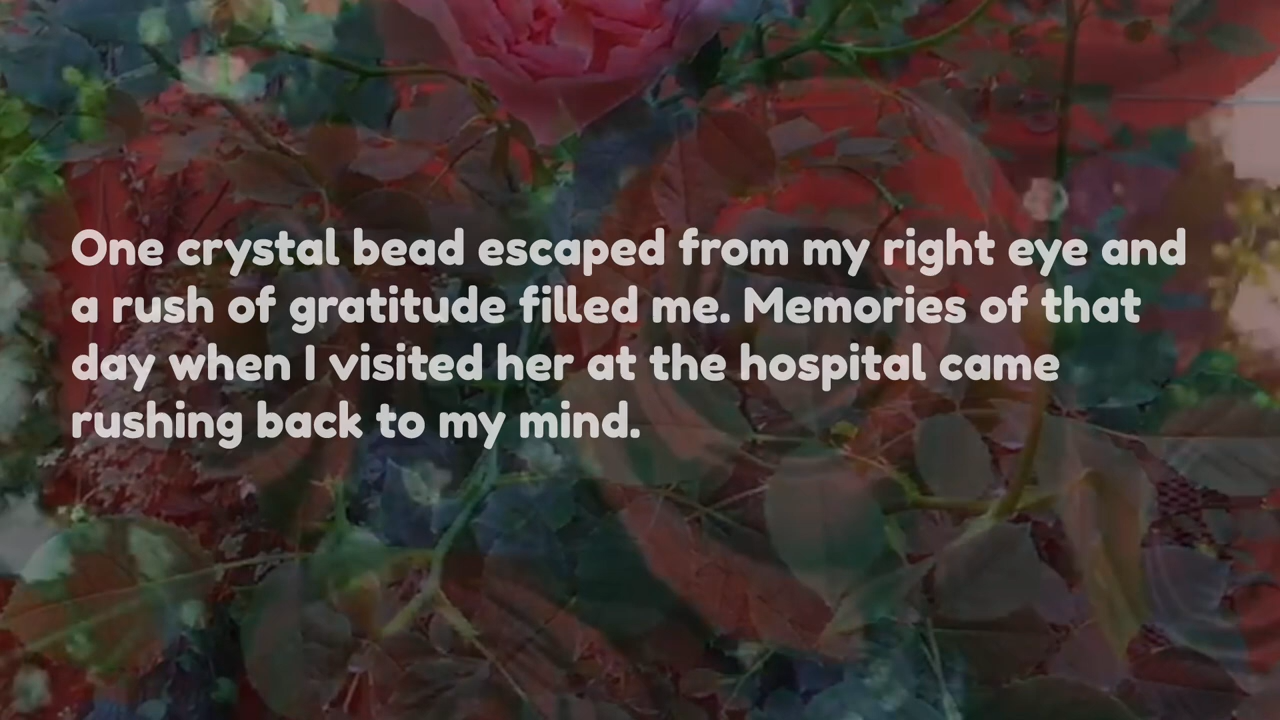 One crystal bead escaped from my right eye and
a rush of gratitude filled me. Memories of that
day when I visited her at the hospital came
rushing back to my mind.